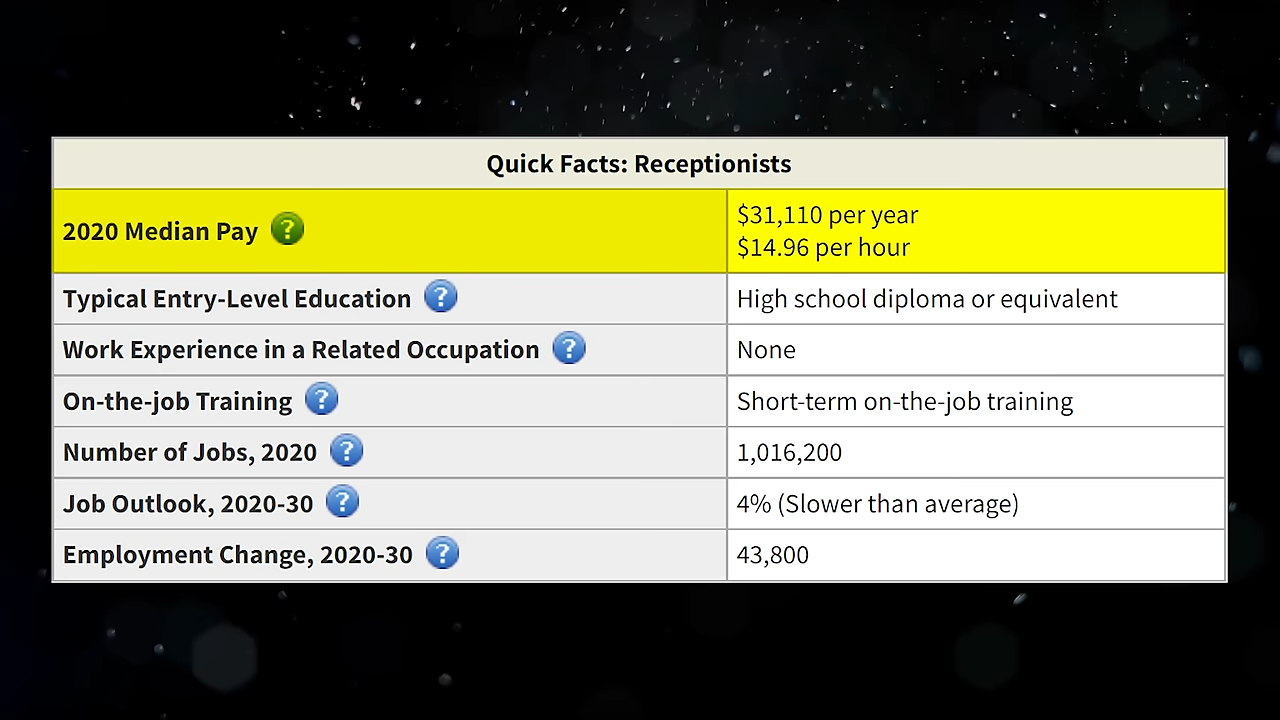 Quick Facts: Receptionists
2020 Median Pay ?
$31,110 per year
$14.96 per hour
Typical Entry-Level Education ?
High school diploma or equivalent
Work Experience in a Related Occupation ?
None
On-the-job Training ?
Short-term on-the-job training
Number of Jobs, 2020 ?
1,016,200
Job Outlook, 2020-30 ?
4% (Slower than average)
Employment Change, 2020-30 ?
43,800